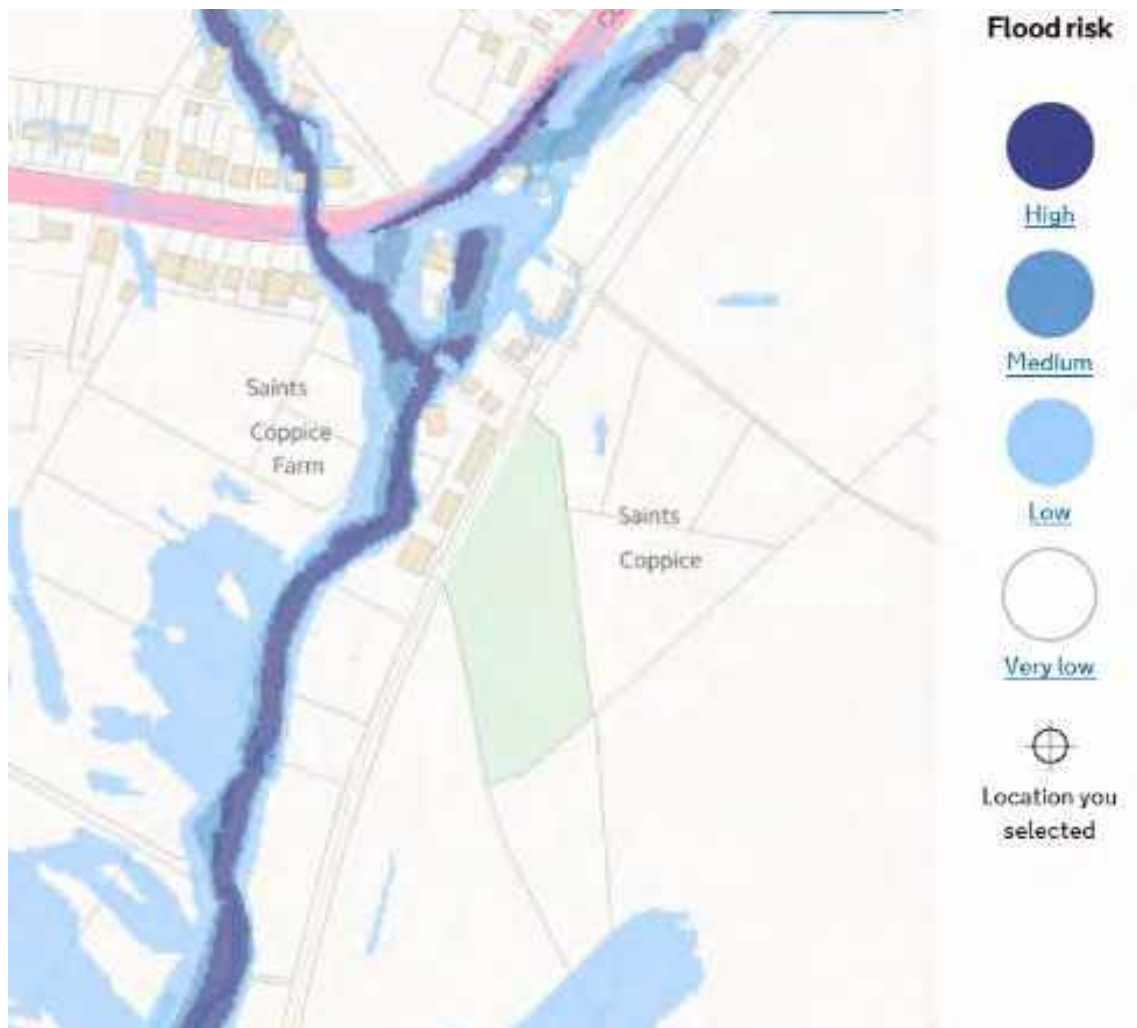 Flood risk
High
Medium
Low
Very low
Location you
selected
Saints
Coppice
Farm
Saints
Coppice